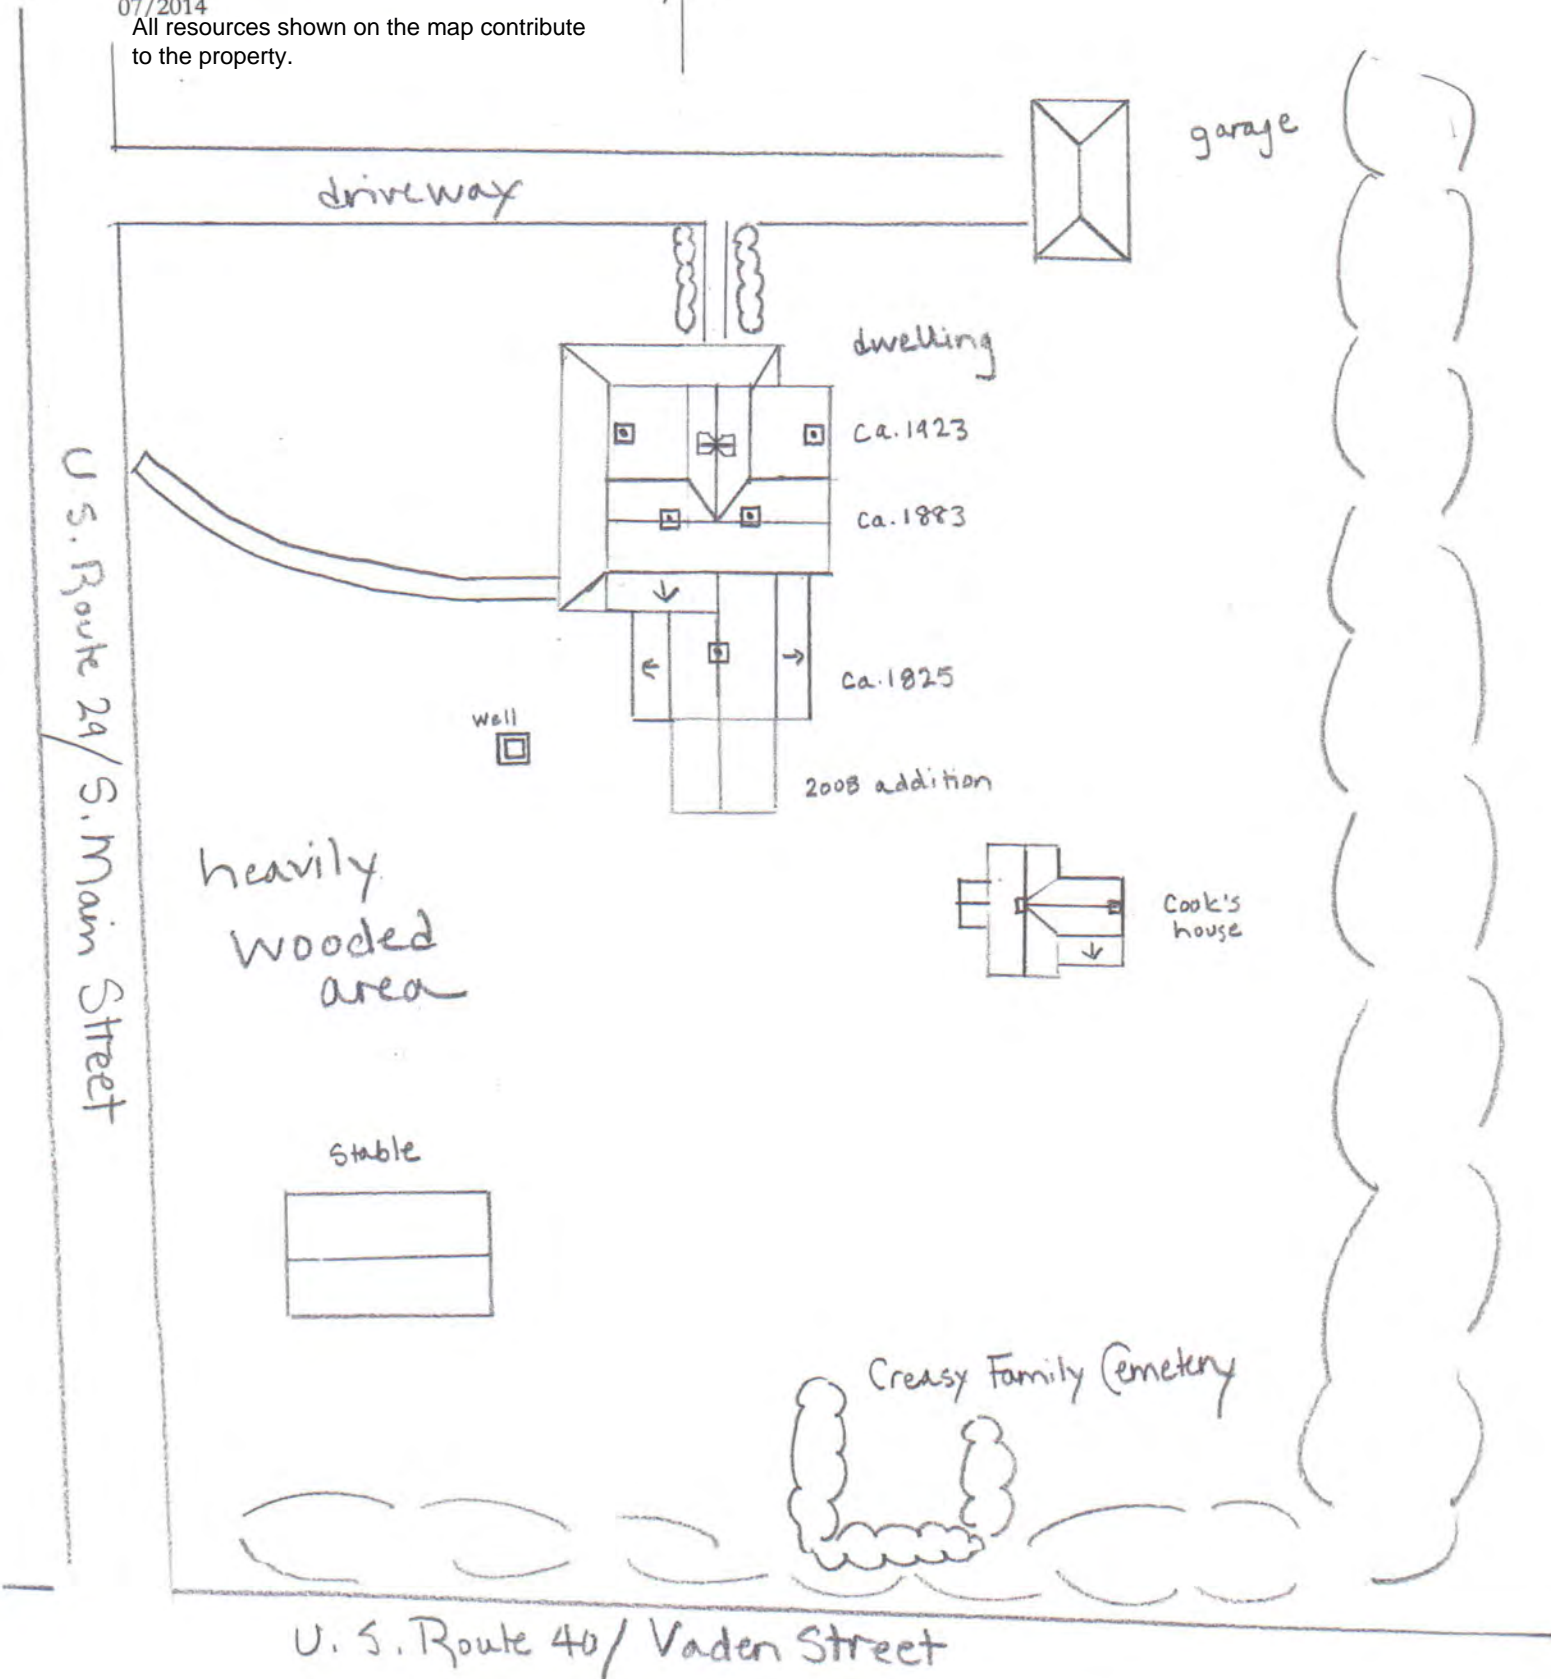 07/2014
All resources shown on the map contribute
to the property.
garage
driveway
dwelling
Ca. 1923
Ca. 1883
Ca. 1825
well
2008 addition
U.S. Route 29/S. Main Street
heavily
wooded
area
Cook's
house
Stable
Creasy Family Cemetery
U.S. Route 40/ Vaden Street